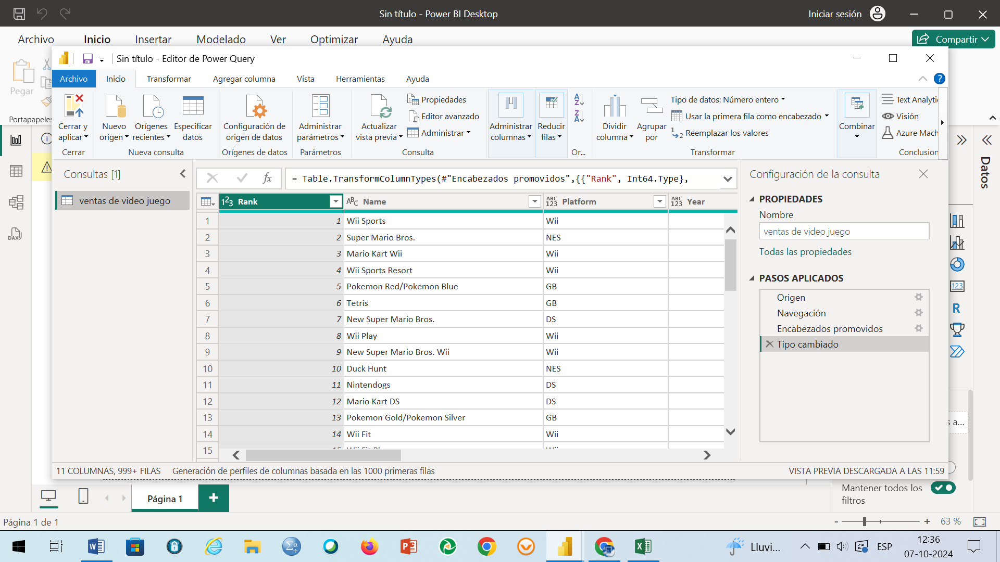 Sin título - Power BI Desktop
Iniciar sesión
Archivo Inicio Insertar Modelado Ver Optimizar Ayuda
Compartir
Sin título - Editor de Power Query
Archivo Inicio Transformar Agregar columna Vista Herramientas Ayuda
Pegar
Portapapeles
Cerrar y aplicar
Cerrar
Nuevo origen
Orígenes recientes
Especificar datos
Nueva consulta
Configuración de origen de datos
Orígenes de datos
Administrar parámetros
Parámetros
Actualizar vista previa
Propiedades
Editor avanzado
Administrar
Consulta
Administrar columnas
Reducir filas
Or...
Dividir columna
Agrupar por
Tipo de datos: Número entero
Usar la primera fila como encabezado
Reemplazar los valores
Transformar
Combinar
Text Analytic
Visión
Azure Mach
Conclusion
Consultas [1]
ventas de video juego
fx
= Table.TransformColumnTypes(#"Encabezados promovidos",{{"Rank", Int64.Type},
123 Rank ABC Name ABC 123 Platform ABC 123 Year
1 1 Wii Sports Wii
2 2 Super Mario Bros. NES
3 3 Mario Kart Wii Wii
4 4 Wii Sports Resort Wii
5 5 Pokemon Red/Pokemon Blue GB
6 6 Tetris GB
7 7 New Super Mario Bros. DS
8 8 Wii Play Wii
9 9 New Super Mario Bros. Wii Wii
10 10 Duck Hunt NES
11 11 Nintendogs DS
12 12 Mario Kart DS DS
13 13 Pokemon Gold/Pokemon Silver GB
14 14 Wii Fit Wii
15
Configuración de la consulta
PROPIEDADES
Nombre
ventas de video juego
Todas las propiedades
PASOS APLICADOS
Origen
Navegación
Encabezados promovidos
Tipo cambiado
Datos
DAX
123
R
s a...
11 COLUMNAS, 999+ FILAS Generación de perfiles de columnas basada en las 1000 primeras filas
VISTA PREVIA DESCARGADA A LAS 11:59
Mantener todos los filtros
Página 1
+
Página 1 de 1
- + 63 %
Lluvi...
ESP
12:36
07-10-2024